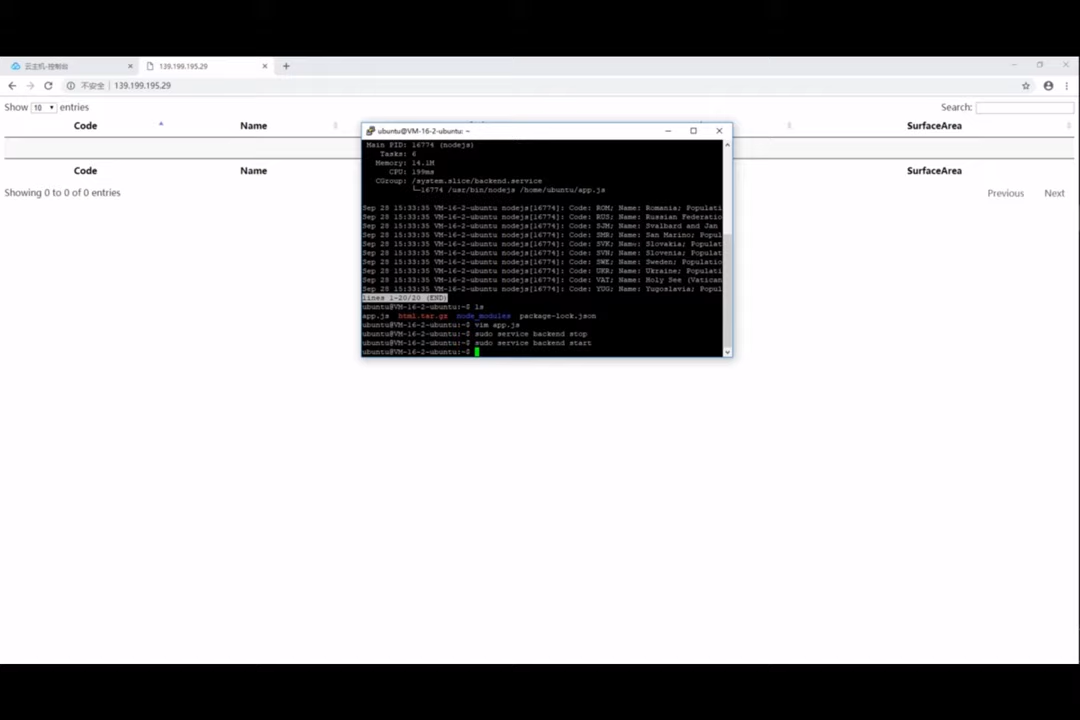 云主机-控制台
139.199.195.29
不安全 | 139.199.195.29
Show 10 entries
Search:
Code Name SurfaceArea
Code Name SurfaceArea
Showing 0 to 0 of 0 entries
Previous Next
ubuntu@VM-16-2-ubuntu: ~
Main PID: 16774 (nodejs)
Tasks: 6
Memory: 14.1M
CPU: 199ms
CGroup: /system.slice/backend.service
└─16774 /usr/bin/nodejs /home/ubuntu/app.js
Sep 28 15:33:35 VM-16-2-ubuntu nodejs[16774]: Code: ROM; Name: Romania; Populati
Sep 28 15:33:35 VM-16-2-ubuntu nodejs[16774]: Code: RUS; Name: Russian Federatio
Sep 28 15:33:35 VM-16-2-ubuntu nodejs[16774]: Code: SJM; Name: Svalbard and Jan
Sep 28 15:33:35 VM-16-2-ubuntu nodejs[16774]: Code: SMR; Name: San Marino; Popul
Sep 28 15:33:35 VM-16-2-ubuntu nodejs[16774]: Code: SVK; Name: Slovakia; Populat
Sep 28 15:33:35 VM-16-2-ubuntu nodejs[16774]: Code: SVN; Name: Slovenia; Populat
Sep 28 15:33:35 VM-16-2-ubuntu nodejs[16774]: Code: SWE; Name: Sweden; Populatio
Sep 28 15:33:35 VM-16-2-ubuntu nodejs[16774]: Code: UKR; Name: Ukraine; Populati
Sep 28 15:33:35 VM-16-2-ubuntu nodejs[16774]: Code: VAT; Name: Holy See (Vatican
Sep 28 15:33:35 VM-16-2-ubuntu nodejs[16774]: Code: YUG; Name: Yugoslavia; Popul
lines 1-20/20 (END)
ubuntu@VM-16-2-ubuntu:~$ ls
app.js html.tar.gz node_modules package-lock.json
ubuntu@VM-16-2-ubuntu:~$ vim app.js
ubuntu@VM-16-2-ubuntu:~$ sudo service backend stop
ubuntu@VM-16-2-ubuntu:~$ sudo service backend start
ubuntu@VM-16-2-ubuntu:~$